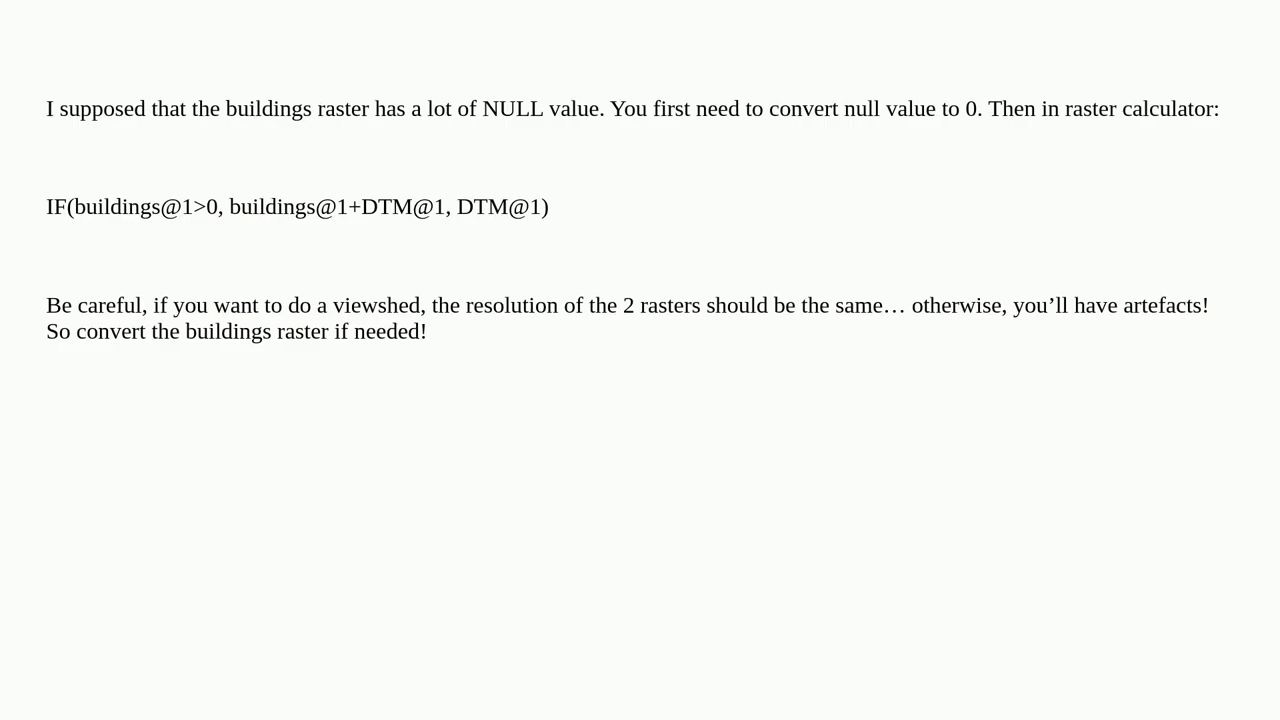 I supposed that the buildings raster has a lot of NULL value. You first need to convert null value to 0. Then in raster calculator:
IF(buildings@1>0, buildings@1+DTM@1, DTM@1)
Be careful, if you want to do a viewshed, the resolution of the 2 rasters should be the same… otherwise, you’ll have artefacts!
So convert the buildings raster if needed!